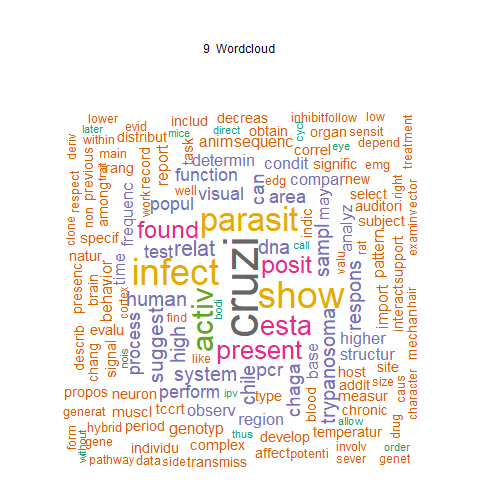 9 Wordcloud
lower
evid
includ
decreas
inhibit
follow
low
later
direct
cycl
within
distribut
mice
obtain
organ
sensit
deriv
main
report
task
anim
sequenc
correl
eye
depend
treatment
previous
rang
record
determin
condit
signific
emg
respect
trait
well
function
edg
compar
new
right
non
among
work
popul
visual
can
area
indic
may
select
vector
clone
specif
frequenc
found
parasit
sampl
analyz
auditori
subject
examin
natur
time
test
relat
dna
call
rat
pattern
support
presenc
behavior
human
infect
cruzi
posit
show
valu
respons
import
interact
hair
brain
cortex
find
activ
bodi
esta
trypanosoma
mechan
describ
evalu
process
suggest
high
present
base
higher
chang
signal
nois
like
chile
pcr
structur
system
host
site
caus
propos
neuron
perform
ipv
type
chaga
blood
addit
size
measur
character
generat
muscl
tccrt
observ
region
chronic
drug
hybrid
period
genotyp
thus
develop
temperatur
allow
form
gene
without
individu
complex
affect
potenti
involv
order
pathway
data
side
transmiss
sever
genet